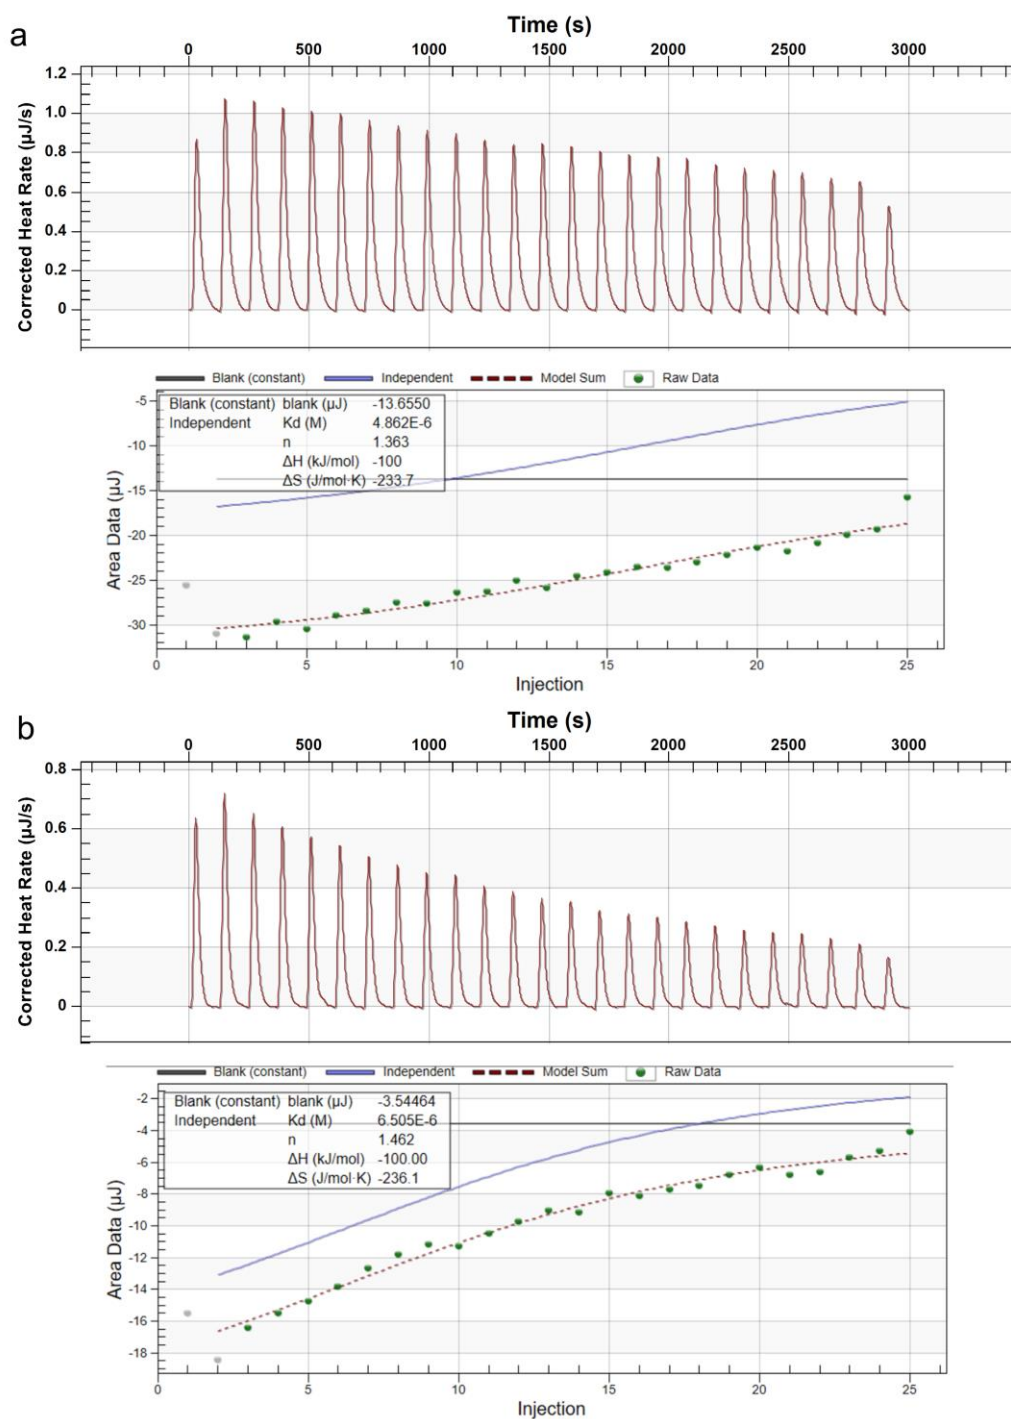 a
Time (s)
0 500 1000 1500 2000 2500 3000
Corrected Heat Rate (µJ/s)
1.2
1.0
0.8
0.6
0.4
0.2
0
Blank (constant) Independent Model Sum Raw Data
Blank (constant) blank (µJ) -13.6550
Independent Kd (M) 4.862E-6
n 1.363
ΔH (kJ/mol) -100
ΔS (J/mol·K) -233.7
Area Data (µJ)
-5
-10
-15
-20
-25
-30
0 5 10 15 20 25
Injection
b
Time (s)
0 500 1000 1500 2000 2500 3000
Corrected Heat Rate (µJ/s)
0.8
0.6
0.4
0.2
0
Blank (constant) Independent Model Sum Raw Data
Blank (constant) blank (µJ) -3.54464
Independent Kd (M) 6.505E-6
n 1.462
ΔH (kJ/mol) -100.00
ΔS (J/mol·K) -236.1
Area Data (µJ)
-2
-4
-6
-8
-10
-12
-14
-16
-18
0 5 10 15 20 25
Injection